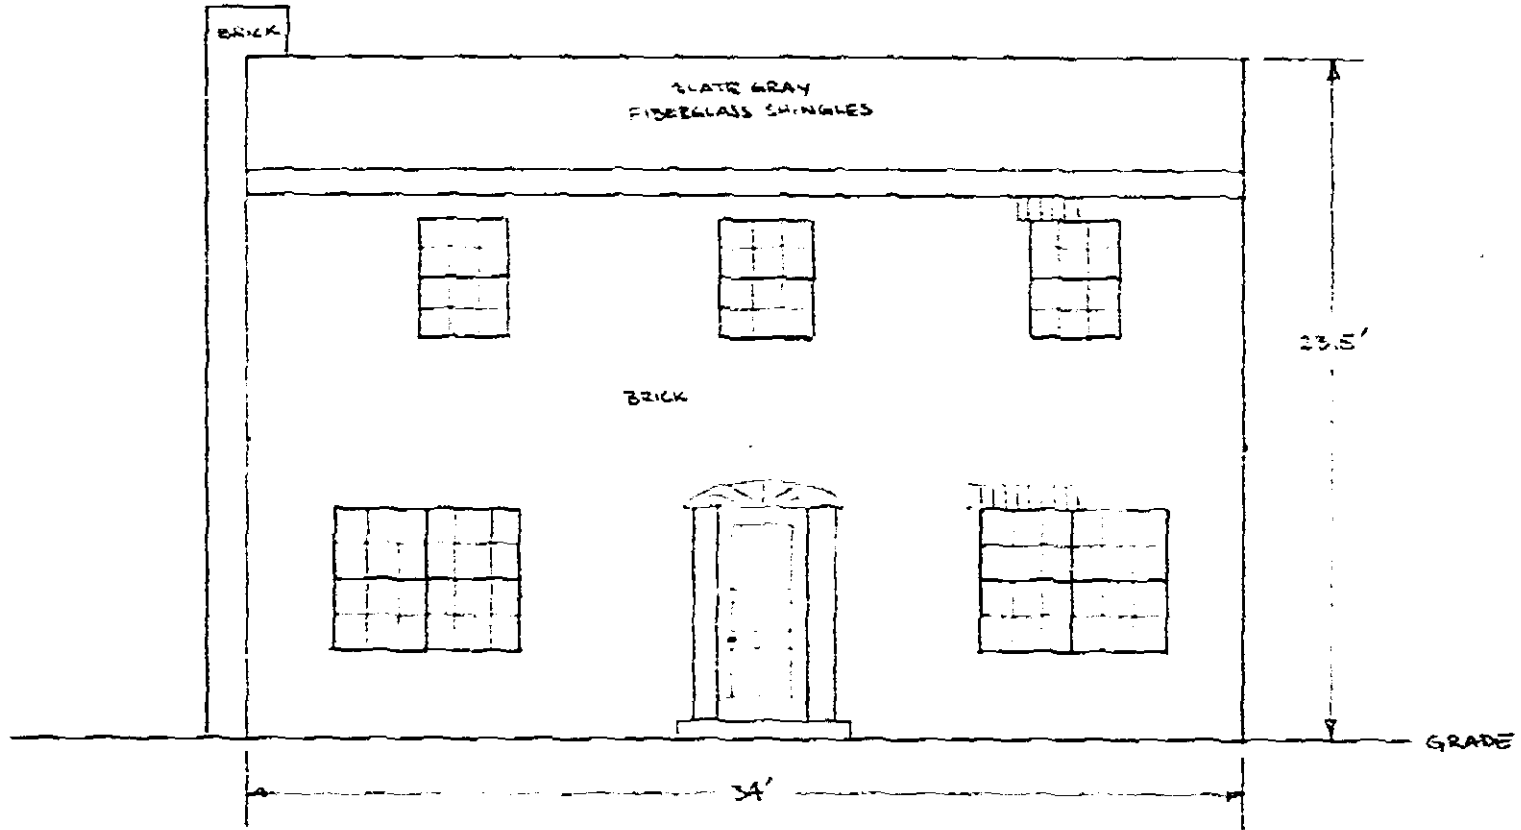 BRICK
SLATE GRAY
FIBERGLASS SHINGLES
23.5'
BRICK
GRADE
34'